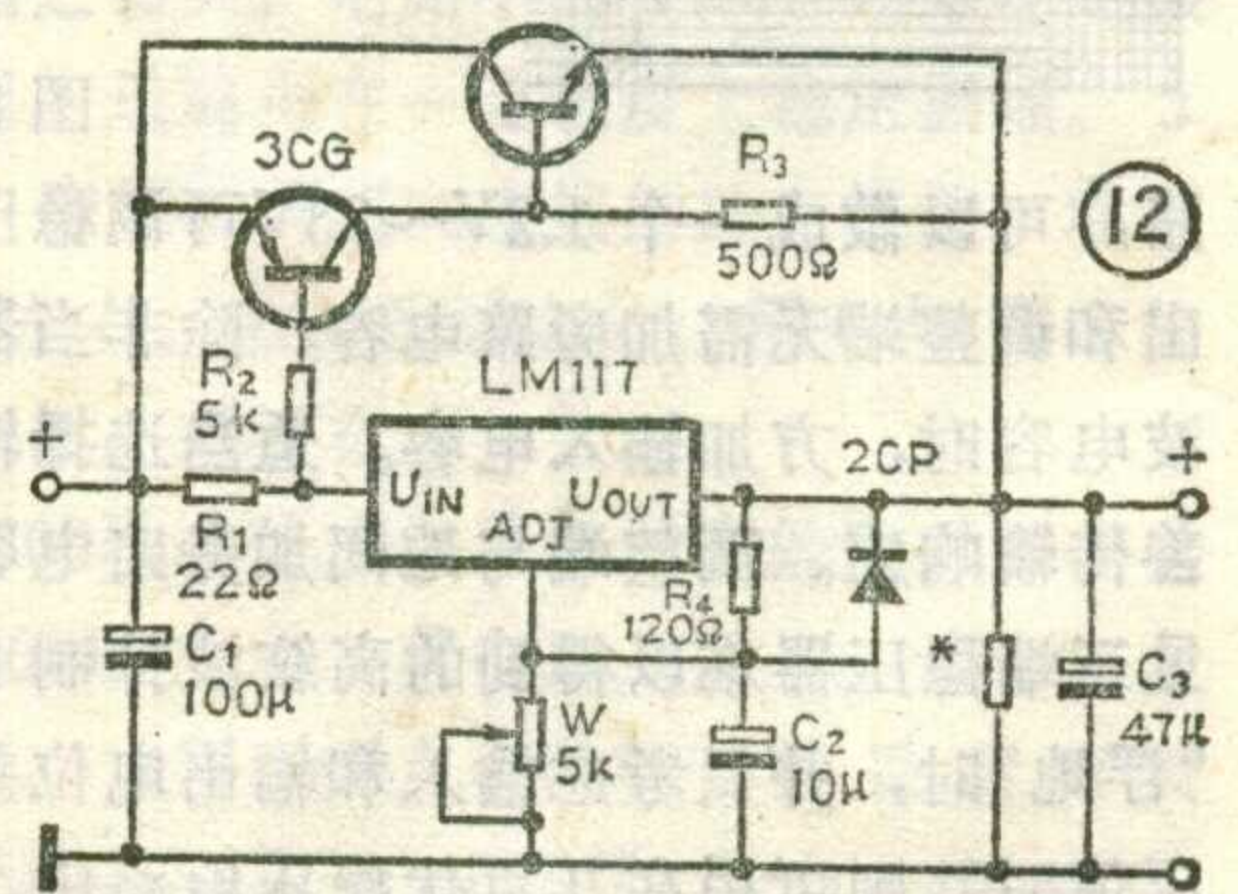 3CG
R₃
500Ω
12
R₂
5k
LM117
+
2CP
+
U_IN
U_OUT
ADJ
R₁
22Ω
R₄
120Ω
*
C₁
100μ
W
5k
C₂
10μ
C₃
47μ